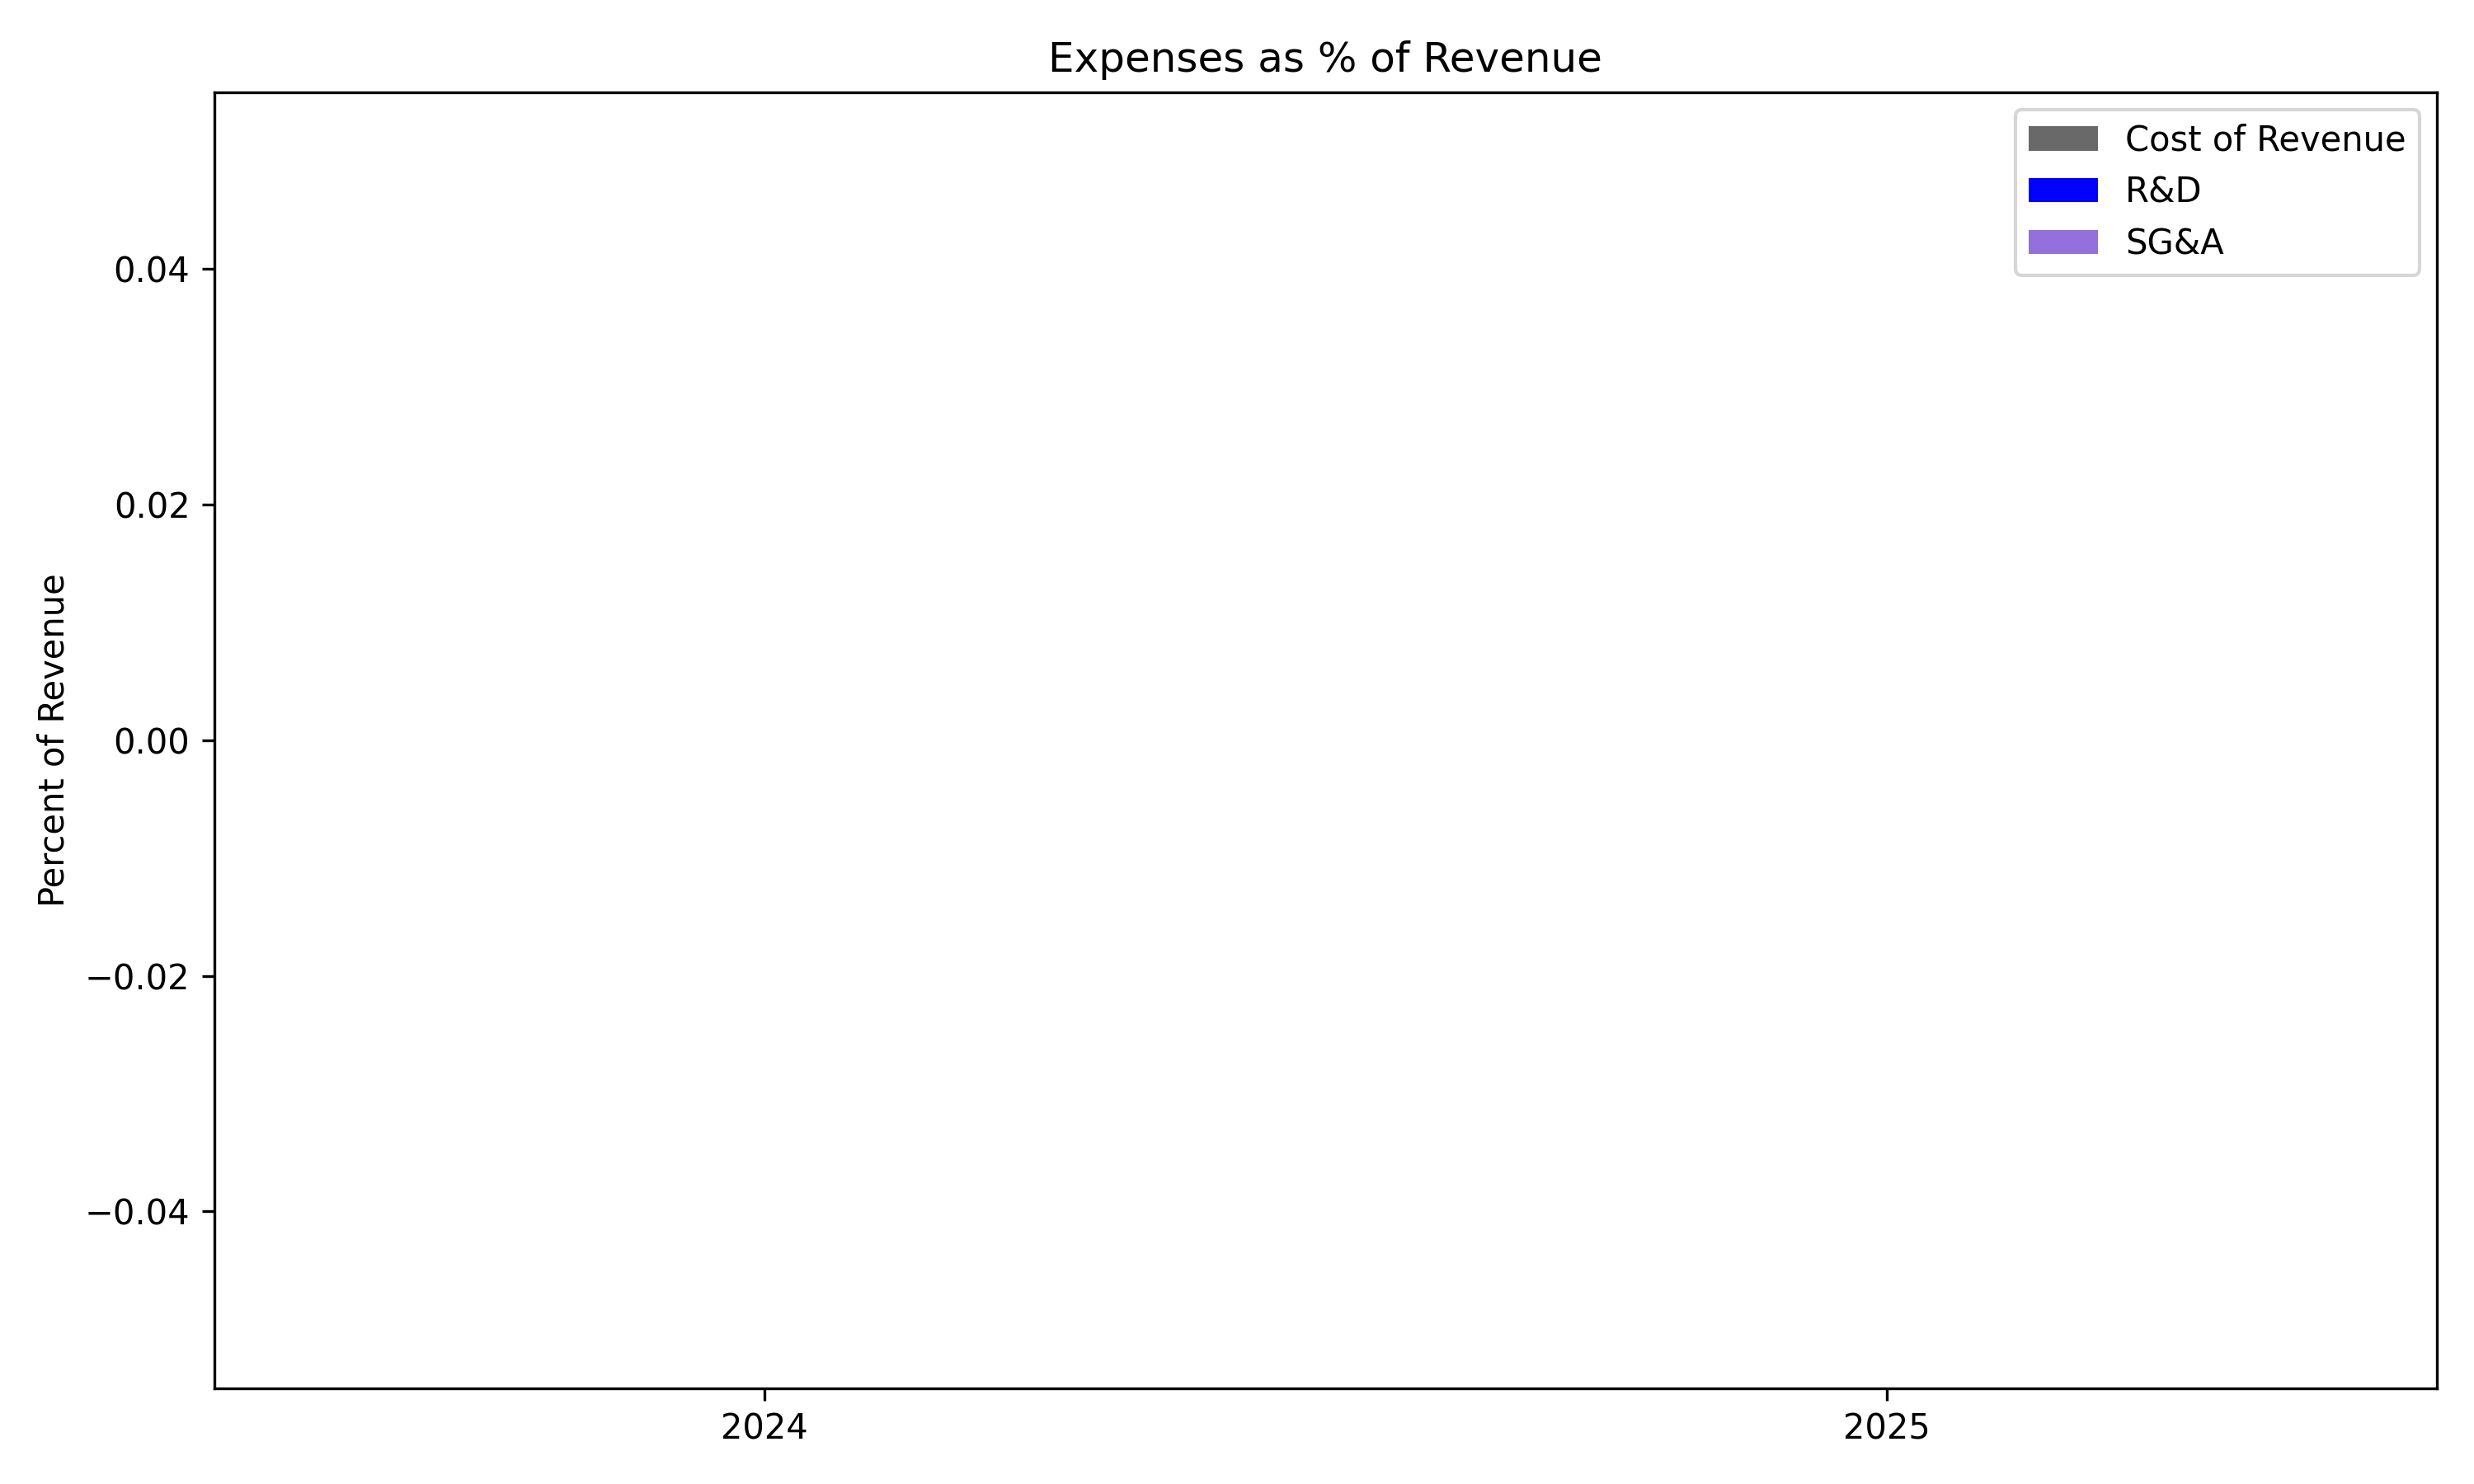 Expenses as % of Revenue
Cost of Revenue
R&D
SG&A
Percent of Revenue
0.04
0.02
0.00
−0.02
−0.04
2024
2025